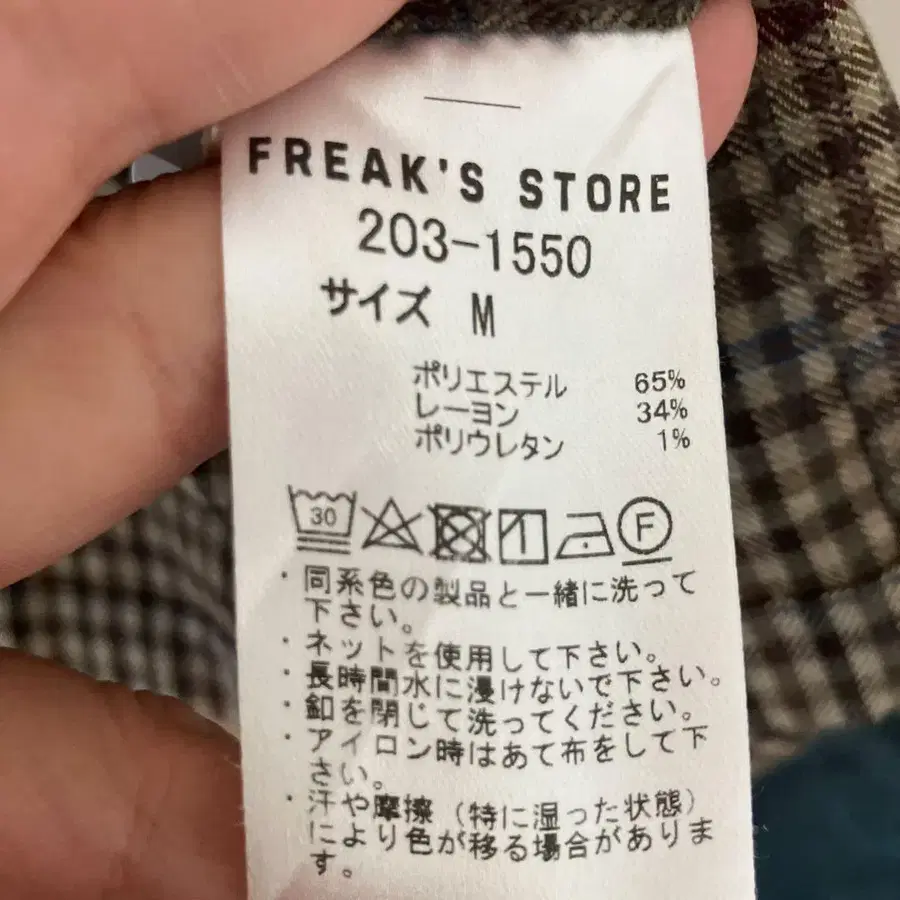 FREAK'S STORE
203-1550
サイズ M
ポリエステル 65%
レーヨン 34%
ポリウレタン 1%
30 F
・同系色の製品と一緒に洗って
下さい。
・ネットを使用して下さい。
・長時間水に浸けないで下さい。
・釦を閉じて洗ってください。
・アイロン時はあて布をして下
さい。
・汗や摩擦（特に湿った状態）
により色が移る場合がありま
す。